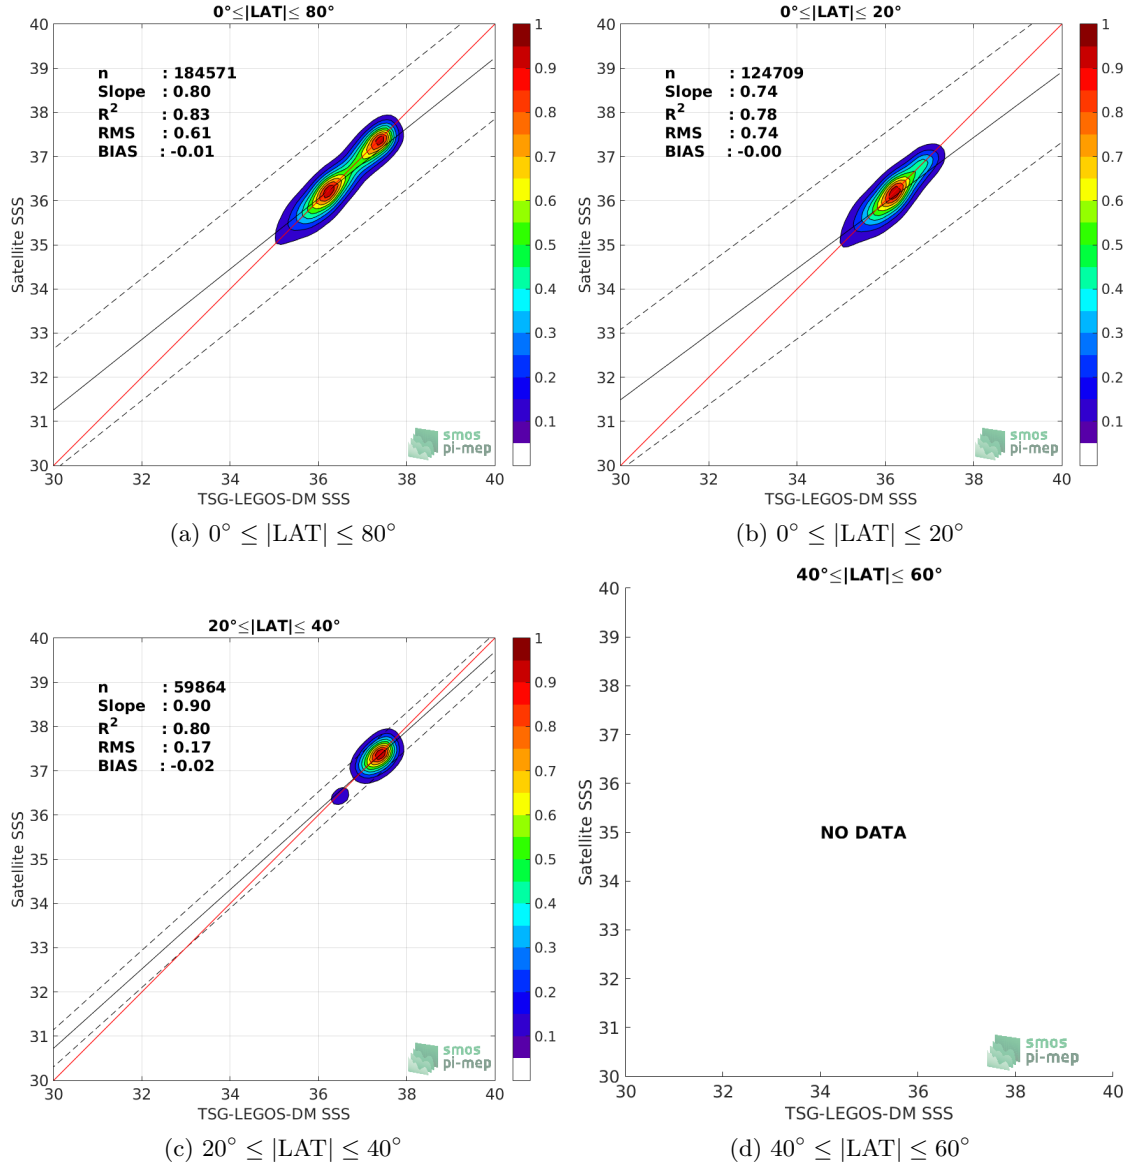 0°≤|LAT|≤ 80°
n : 184571
Slope : 0.80
R2 : 0.83
RMS : 0.61
BIAS : -0.01
40
39
38
37
36
35
34
33
32
31
30
30 32 34 36 38 40
Satellite SSS
TSG-LEGOS-DM SSS
1
0.9
0.8
0.7
0.6
0.5
0.4
0.3
0.2
0.1
smos
pi-mep
(a) 0° ≤ |LAT| ≤ 80°
0°≤|LAT|≤ 20°
n : 124709
Slope : 0.74
R2 : 0.78
RMS : 0.74
BIAS : -0.00
40
39
38
37
36
35
34
33
32
31
30
30 32 34 36 38 40
Satellite SSS
TSG-LEGOS-DM SSS
1
0.9
0.8
0.7
0.6
0.5
0.4
0.3
0.2
0.1
smos
pi-mep
(b) 0° ≤ |LAT| ≤ 20°
20°≤|LAT|≤ 40°
n : 59864
Slope : 0.90
R2 : 0.80
RMS : 0.17
BIAS : -0.02
40
39
38
37
36
35
34
33
32
31
30
30 32 34 36 38 40
Satellite SSS
TSG-LEGOS-DM SSS
1
0.9
0.8
0.7
0.6
0.5
0.4
0.3
0.2
0.1
smos
pi-mep
(c) 20° ≤ |LAT| ≤ 40°
40°≤|LAT|≤ 60°
40
39
38
37
36
35
34
33
32
31
30
30 32 34 36 38 40
Satellite SSS
NO DATA
TSG-LEGOS-DM SSS
smos
pi-mep
(d) 40° ≤ |LAT| ≤ 60°